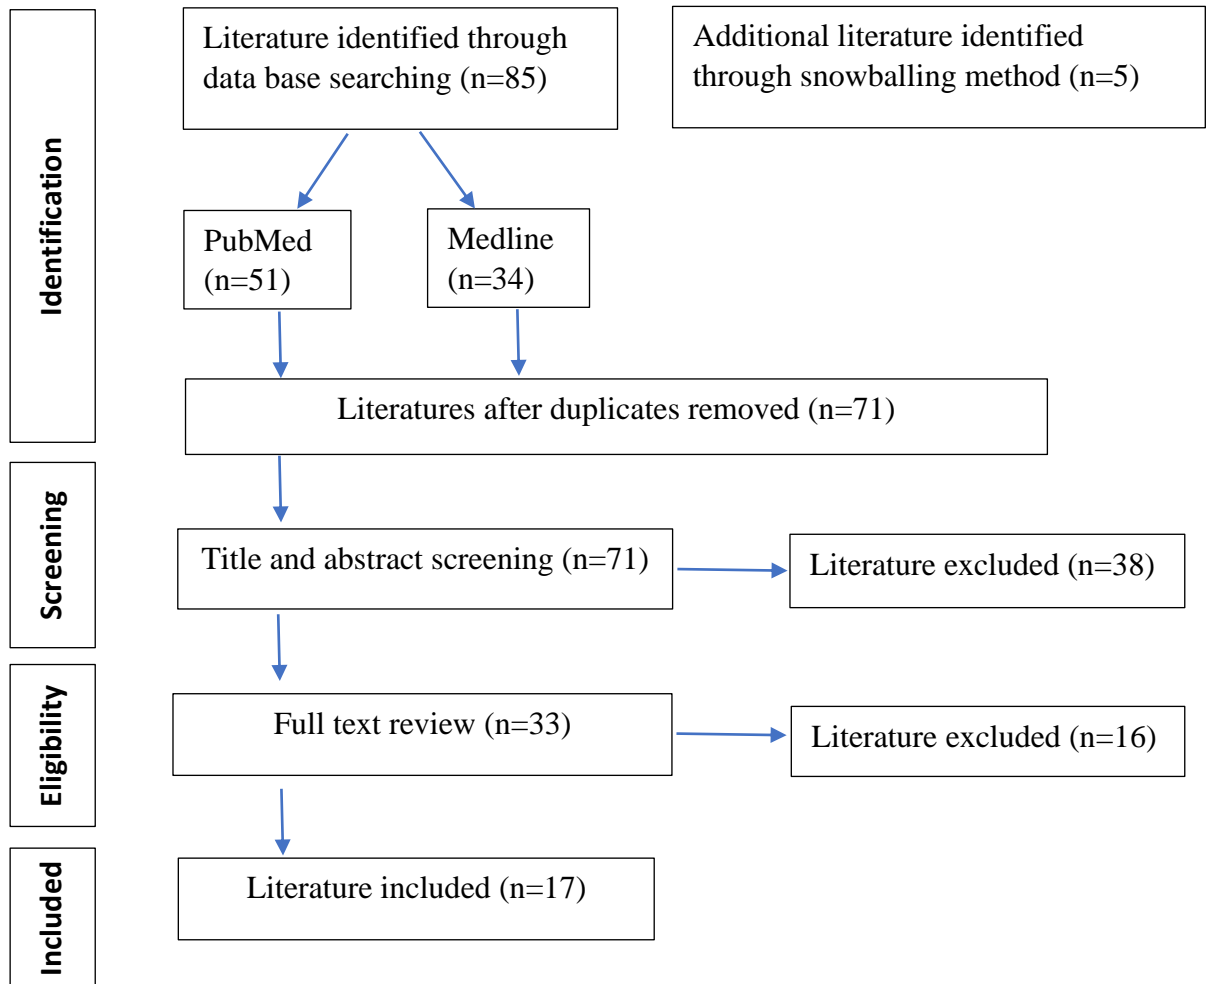 Identification
Literature identified through
data base searching (n=85)
Additional literature identified
through snowballing method (n=5)
PubMed
(n=51)
Medline
(n=34)
Literatures after duplicates removed (n=71)
Screening
Title and abstract screening (n=71)
Literature excluded (n=38)
Eligibility
Full text review (n=33)
Literature excluded (n=16)
Included
Literature included (n=17)